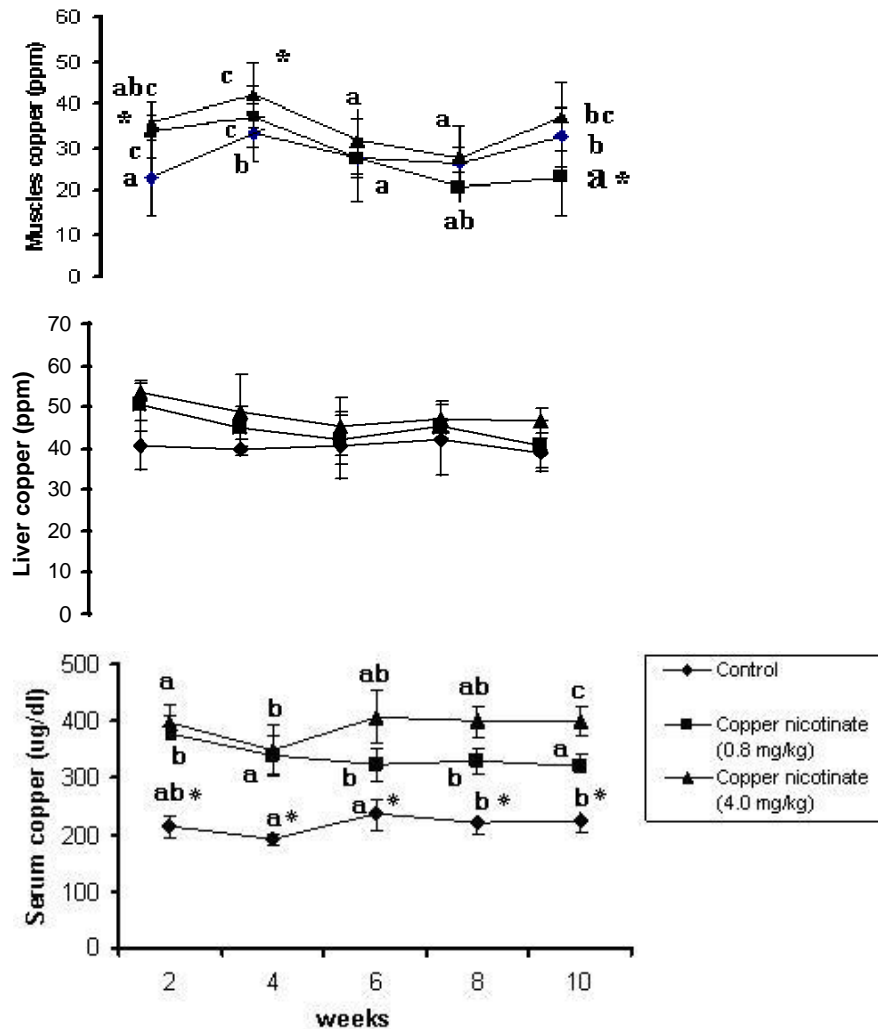 Muscles copper (ppm)
60
50
40
30
20
10
0
abc
*
c
a
c
*
c
b
a
a
a
ab
bc
b
a *
Liver copper (ppm)
70
60
50
40
30
20
10
0
Serum copper (ug/dl)
500
400
300
200
100
0
a
b
ab *
b
a
a *
ab
b
a *
ab
b
b *
c
a
b *
2 4 6 8 10
weeks
Control
Copper nicotinate
(0.8 mg/kg)
Copper nicotinate
(4.0 mg/kg)